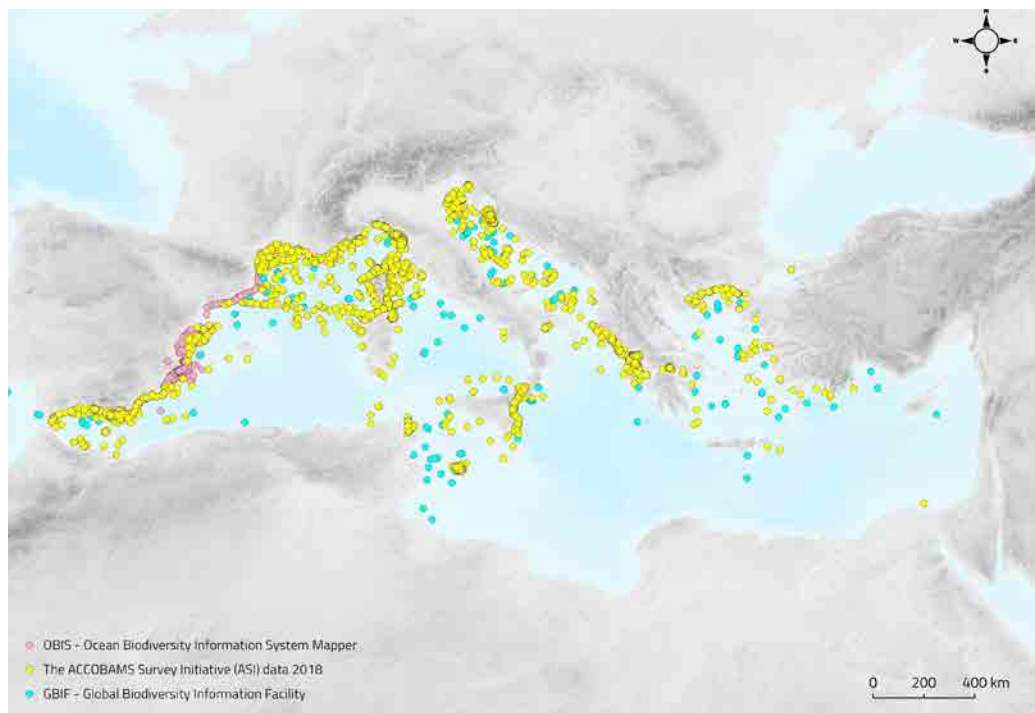 N
W
E
S
OBIS - Ocean Biodiversity Information System Mapper
The ACCOBAMS Survey Initiative (ASI) data 2018
GBIF - Global Biodiversity Information Facility
0 200 400 km